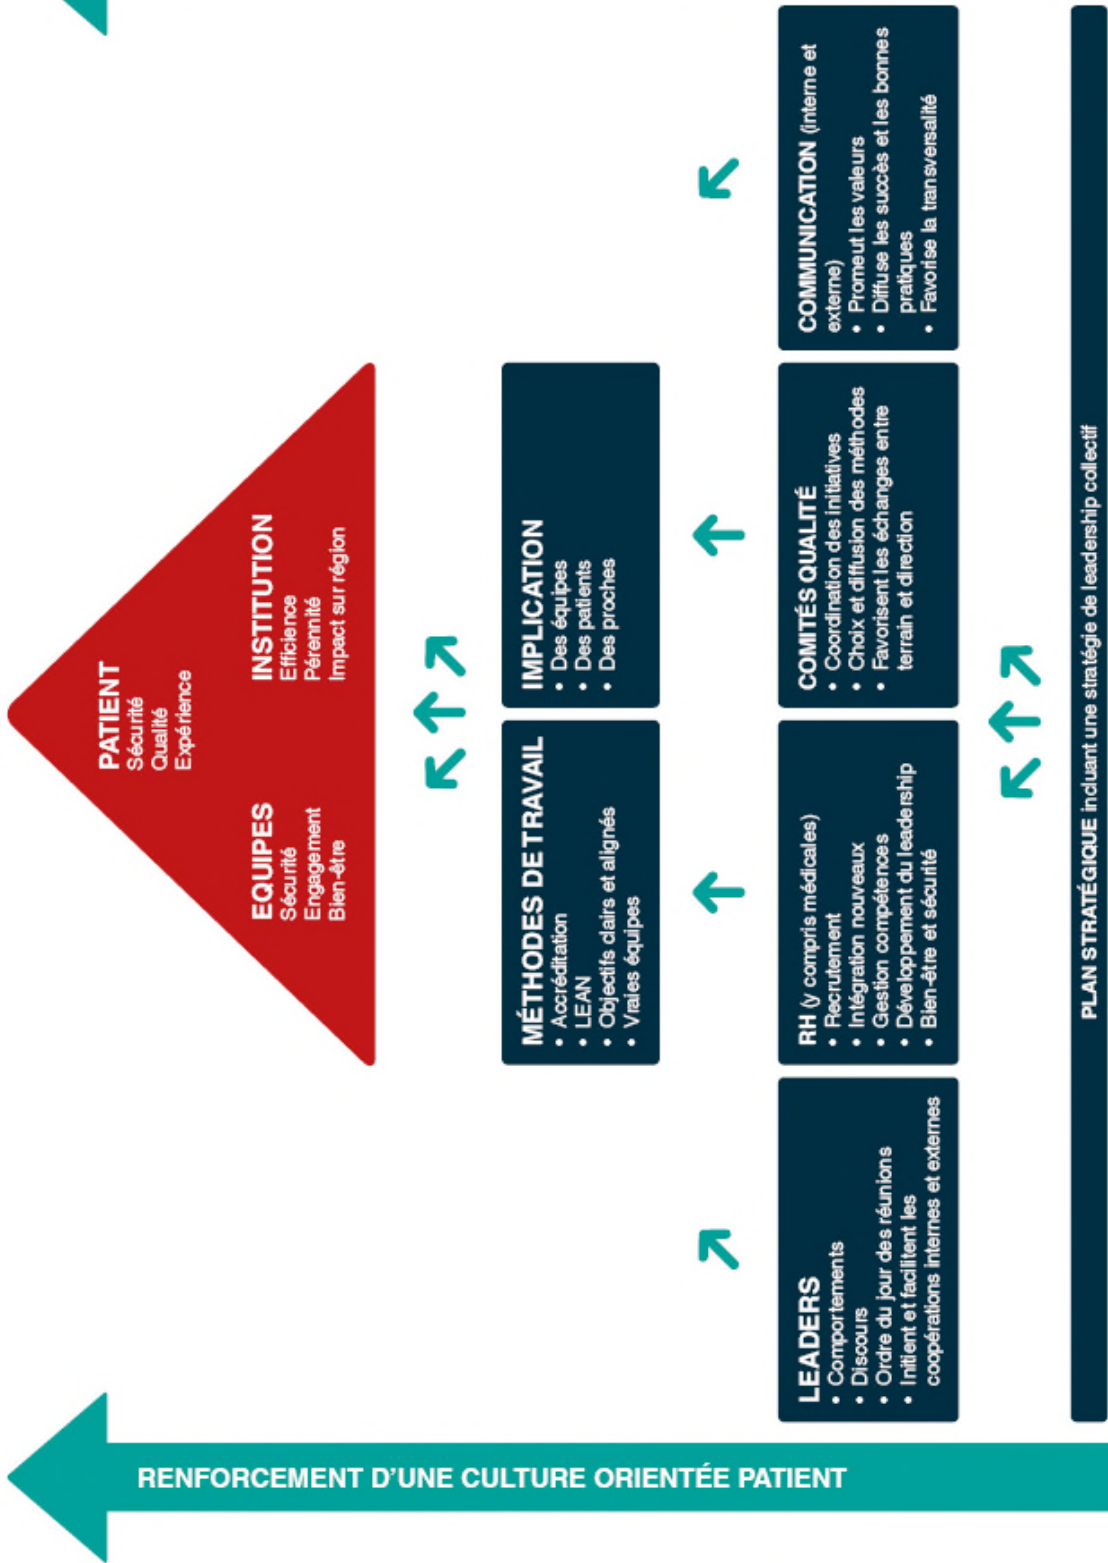 PATIENT
Sécurité
Qualité
Expérience
EQUIPES
Sécurité
Engagement
Bien-être
INSTITUTION
Efficience
Pérennité
Impact sur région
MÉTHODES DE TRAVAIL
• Accréditation
• LEAN
• Objectifs clairs et alignés
• Vraies équipes
IMPLICATION
• Des équipes
• Des patients
• Des proches
LEADERS
• Comportements
• Discours
• Ordre du jour des réunions
• Initient et facilitent les
coopérations internes et externes
RH (y compris médicales)
• Recrutement
• Intégration nouveaux
• Gestion compétences
• Développement du leadership
• Bien-être et sécurité
COMITÉS QUALITÉ
• Coordination des initiatives
• Choix et diffusion des méthodes
• Favorisent les échanges entre
terrain et direction
COMMUNICATION (interne et
externe)
• Promeut les valeurs
• Diffuse les succès et les bonnes
pratiques
• Favorise la transversalité
PLAN STRATÉGIQUE incluant une stratégie de leadership collectif
RENFORCEMENT D'UNE CULTURE ORIENTÉE PATIENT